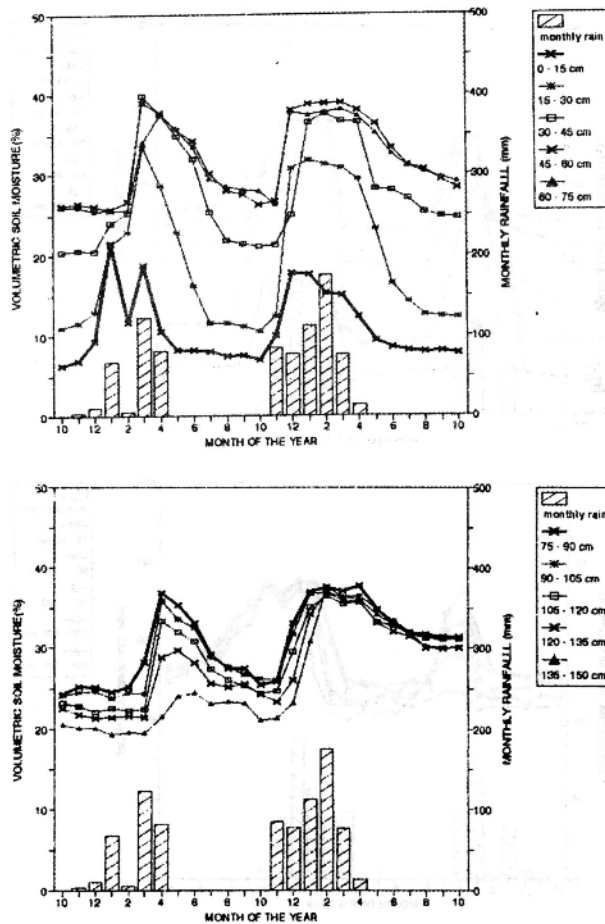 50
40
30
20
10
0
VOLUMETRIC SOIL MOISTURE(%)
500
400
300
200
100
0
MONTHLY RAINFALLL (mm)
10 12 2 4 6 8 10 12 2 4 6 8 10
MONTH OF THE YEAR
monthly rain
0 - 15 cm
15 - 30 cm
30 - 45 cm
45 - 60 cm
60 - 75 cm
50
40
30
20
10
0
VOLUMETRIC SOIL MOISTURE(%)
500
400
300
200
100
0
MONTHLY RAINFALLL (mm)
10 12 2 4 6 8 10 12 2 4 6 8 10
MONTH OF THE YEAR
monthly rain
75 - 90 cm
90 - 105 cm
105 - 120 cm
120 - 135 cm
135 - 150 cm